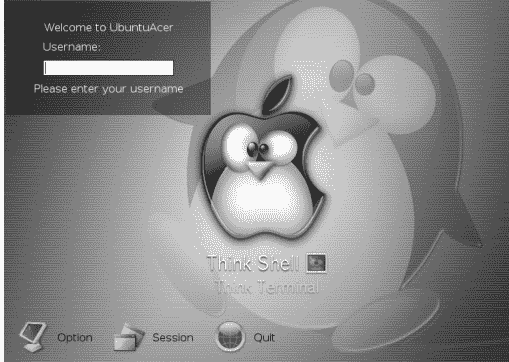 Welcome to UbuntuAcer
Username:
Please enter your username
Think Shell
Think Terminal
Option
Session
Quit